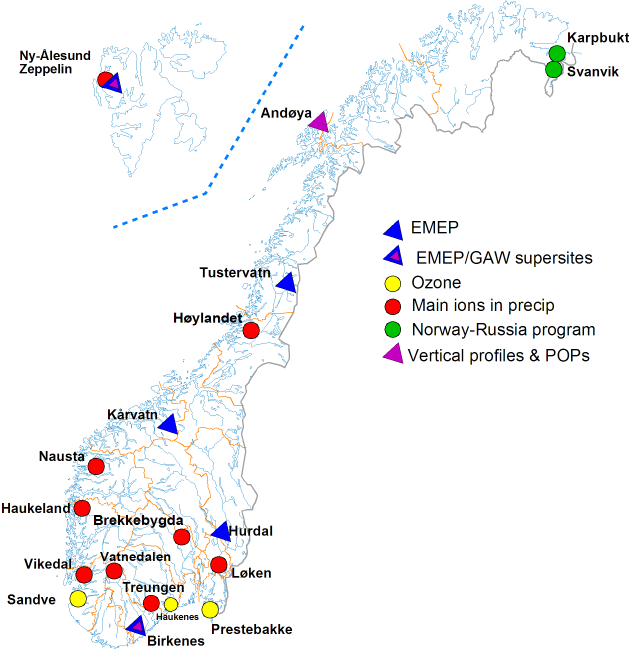 Karpbukt
Ny-Ålesund
Zeppelin
Svanvik
Andøya
EMEP
EMEP/GAW supersites
Tustervatn
Ozone
Main ions in precip
Høylandet
Norway-Russia program
Vertical profiles & POPs
Kårvatn
Nausta
Haukeland
Brekkebygda
Hurdal
Vikedal
Vatnedalen
Løken
Treungen
Sandve
Haukenes
Prestebakke
Birkenes